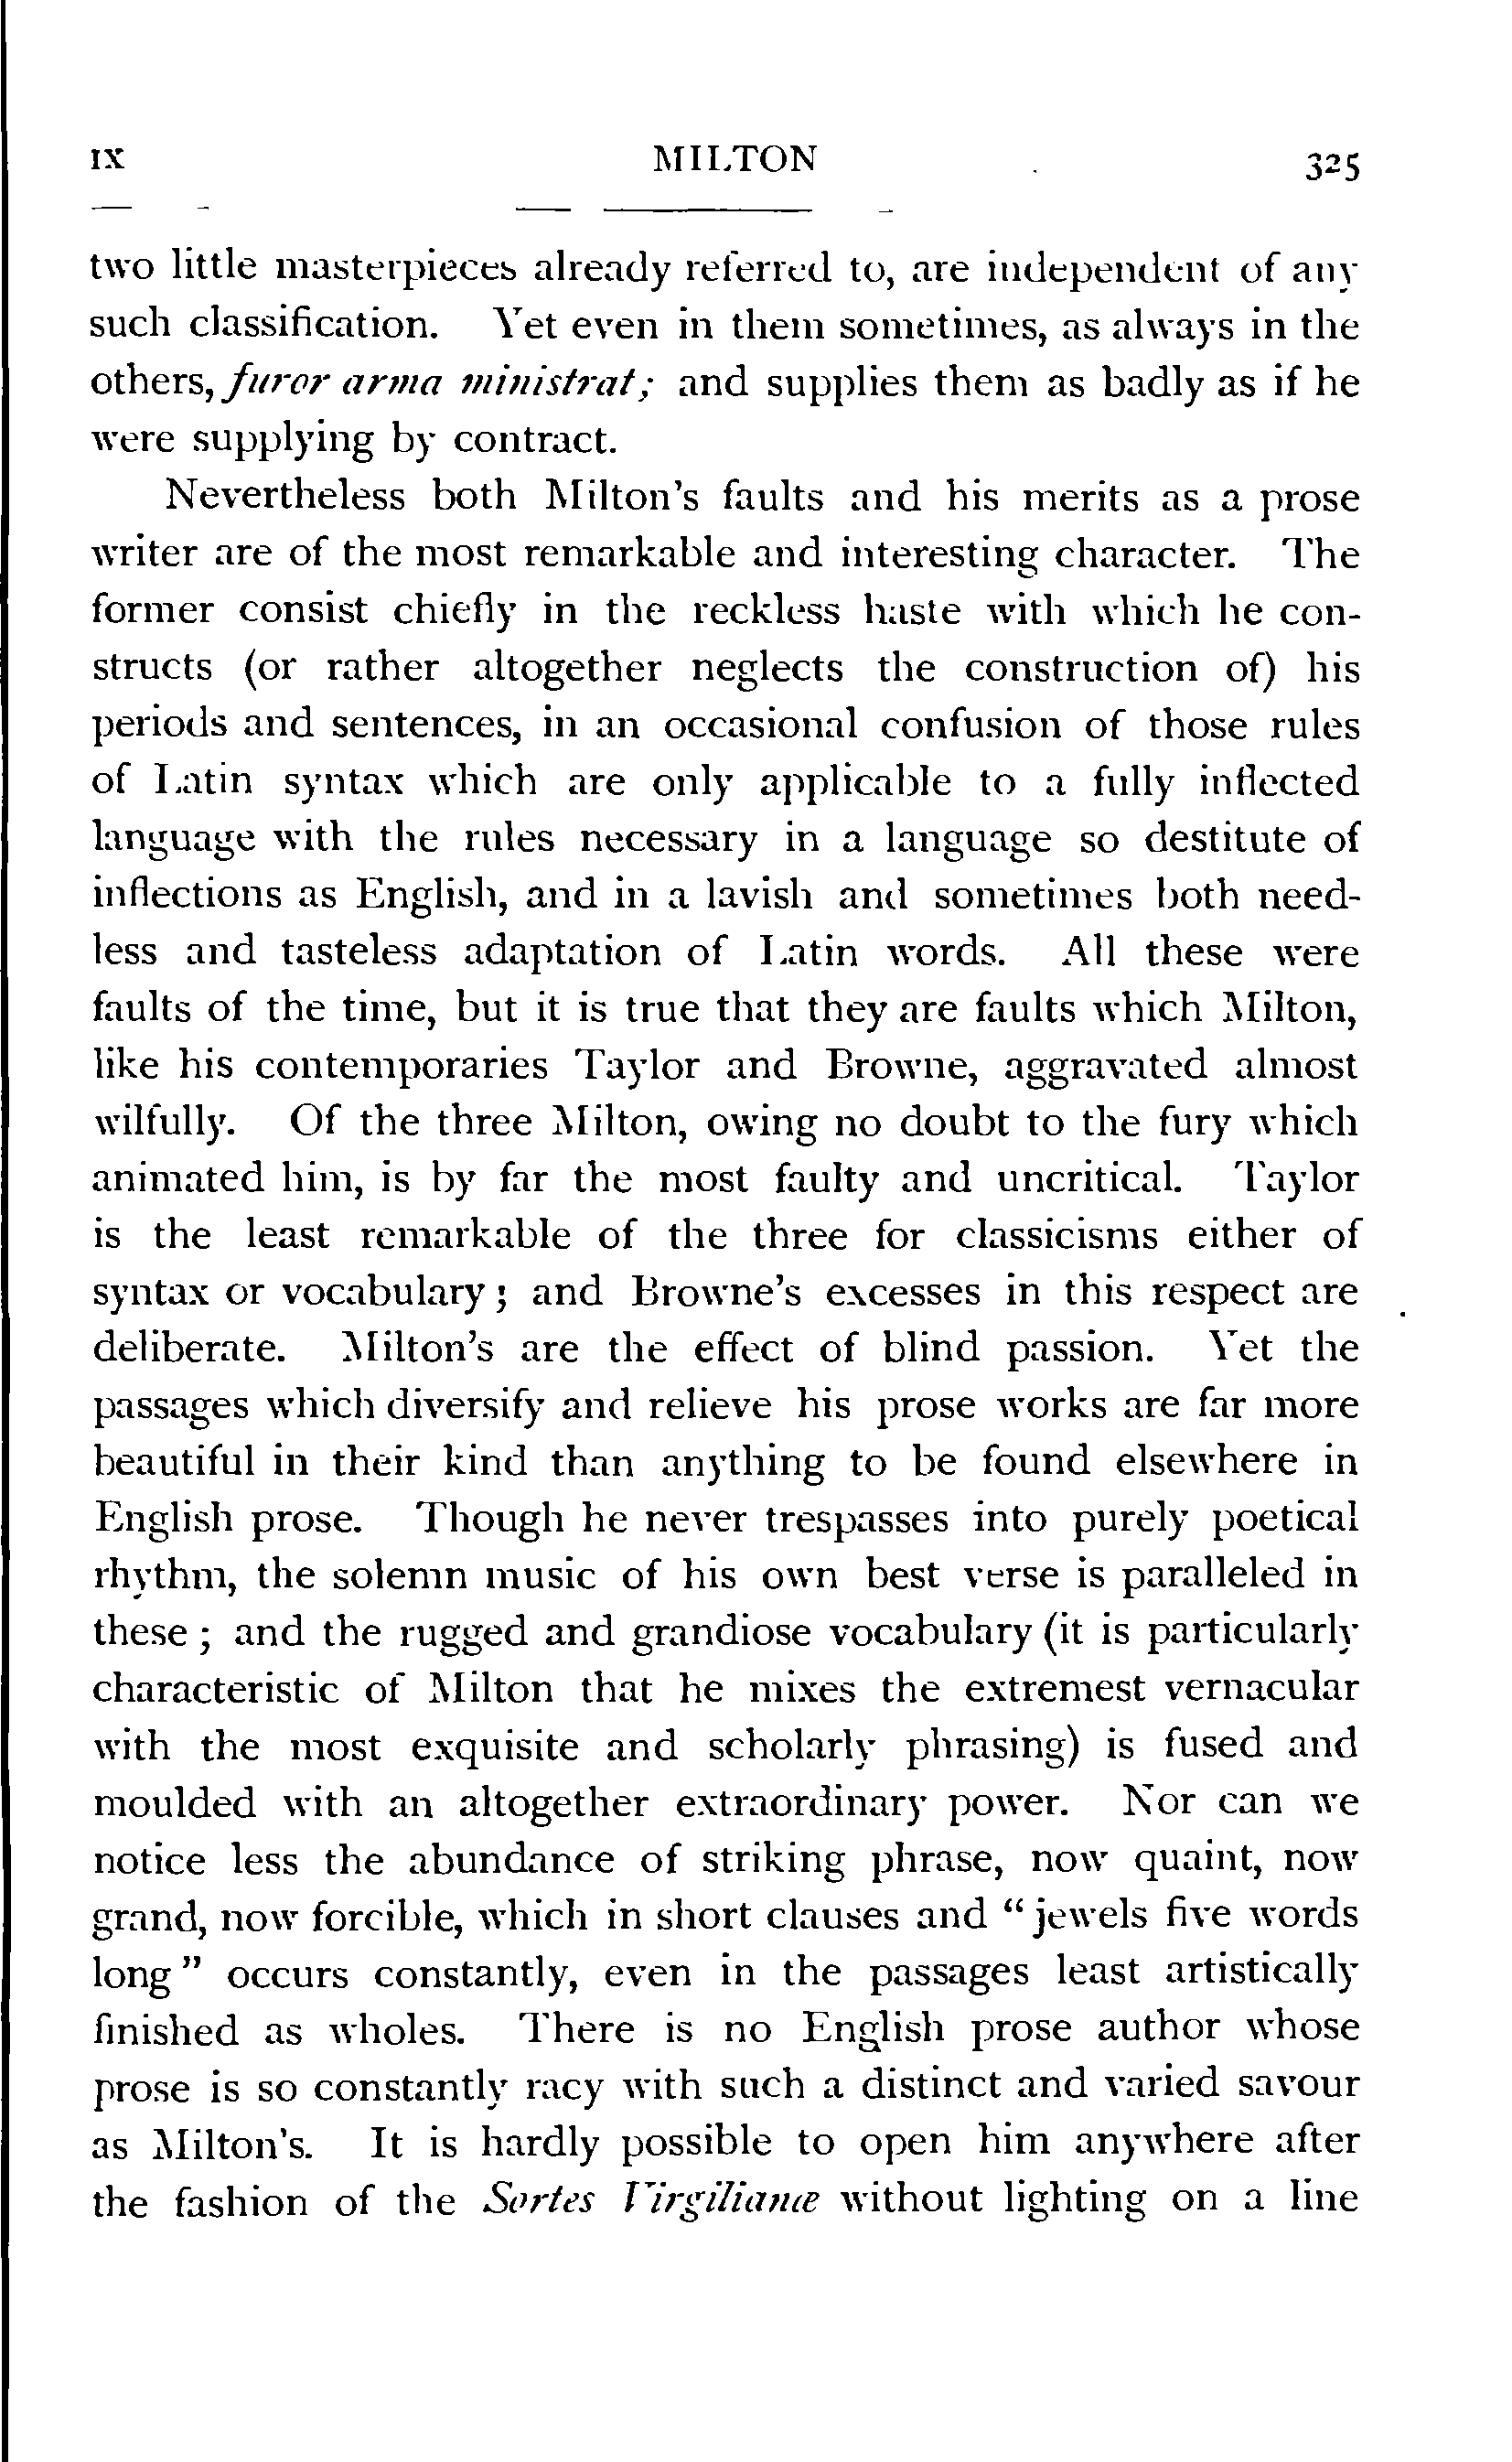 IX MILTON 325
two little masterpieces already referred to, are independent of any
such classification. Yet even in them sometimes, as always in the
others, furor arma ministrat; and supplies them as badly as if he
were supplying by contract.
Nevertheless both Milton's faults and his merits as a prose
writer are of the most remarkable and interesting character. The
former consist chiefly in the reckless haste with which he con-
structs (or rather altogether neglects the construction of) his
periods and sentences, in an occasional confusion of those rules
of Latin syntax which are only applicable to a fully inflected
language with the rules necessary in a language so destitute of
inflections as English, and in a lavish and sometimes both need-
less and tasteless adaptation of Latin words. All these were
faults of the time, but it is true that they are faults which Milton,
like his contemporaries Taylor and Browne, aggravated almost
wilfully. Of the three Milton, owing no doubt to the fury which
animated him, is by far the most faulty and uncritical. Taylor
is the least remarkable of the three for classicisms either of
syntax or vocabulary; and Browne's excesses in this respect are
deliberate. Milton's are the effect of blind passion. Yet the
passages which diversify and relieve his prose works are far more
beautiful in their kind than anything to be found elsewhere in
English prose. Though he never trespasses into purely poetical
rhythm, the solemn music of his own best verse is paralleled in
these; and the rugged and grandiose vocabulary (it is particularly
characteristic of Milton that he mixes the extremest vernacular
with the most exquisite and scholarly phrasing) is fused and
moulded with an altogether extraordinary power. Nor can we
notice less the abundance of striking phrase, now quaint, now
grand, now forcible, which in short clauses and "jewels five words
long" occurs constantly, even in the passages least artistically
finished as wholes. There is no English prose author whose
prose is so constantly racy with such a distinct and varied savour
as Milton's. It is hardly possible to open him anywhere after
the fashion of the Sortes Virgilianæ without lighting on a line